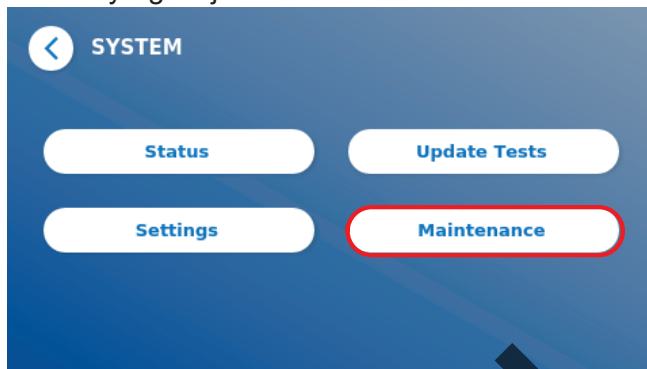 SYSTEM
Status
Update Tests
Settings
Maintenance